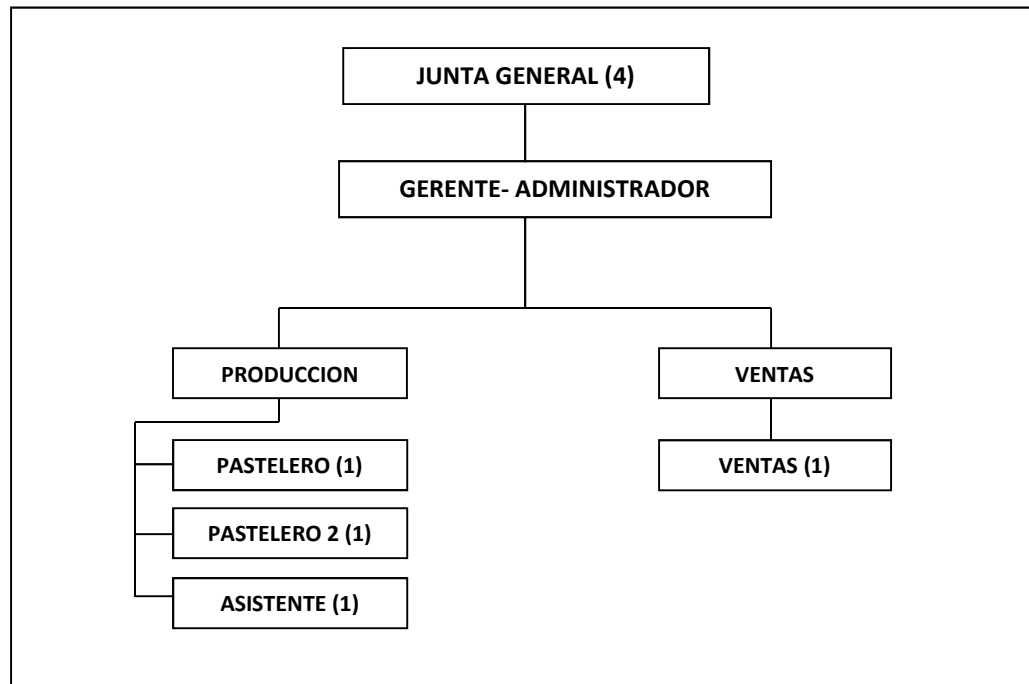 JUNTA GENERAL (4)
GERENTE- ADMINISTRADOR
PRODUCCION
VENTAS
PASTELERO (1)
VENTAS (1)
PASTELERO 2 (1)
ASISTENTE (1)